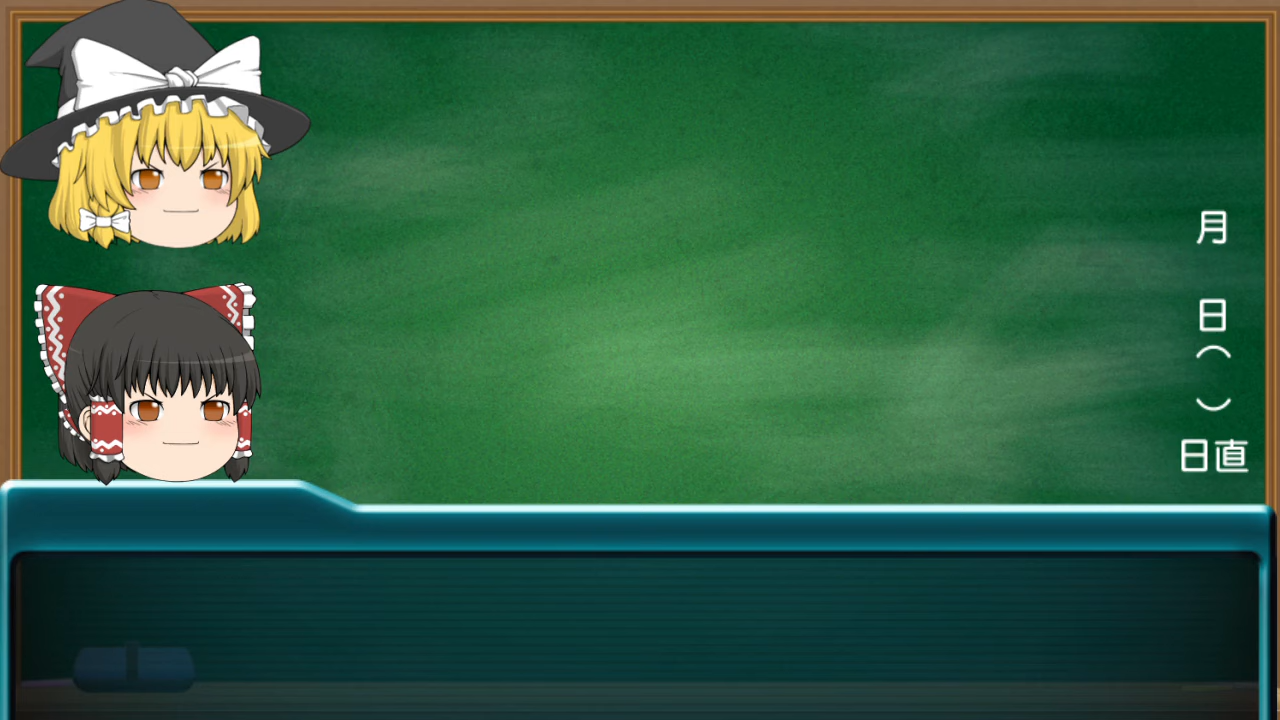 月
日
（
）
日直